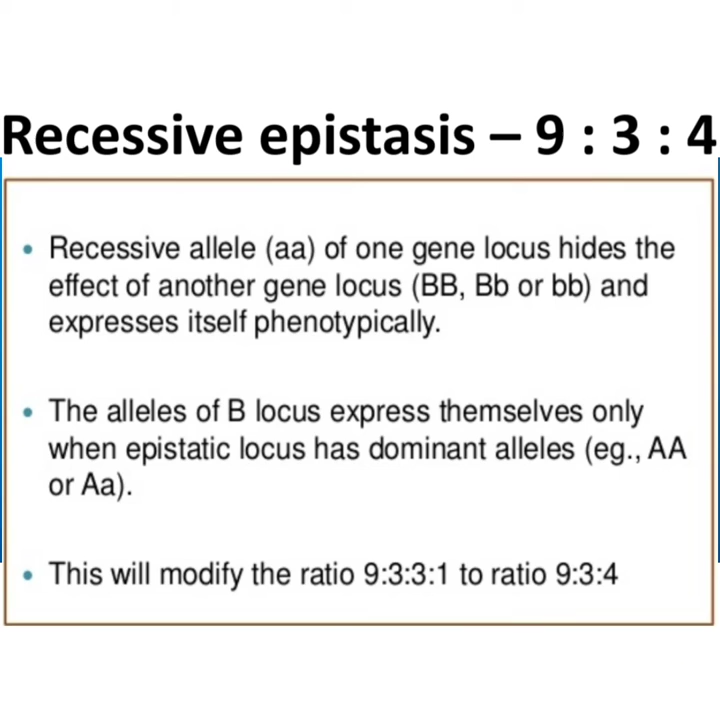 Recessive epistasis – 9 : 3 : 4
• Recessive allele (aa) of one gene locus hides the
effect of another gene locus (BB, Bb or bb) and
expresses itself phenotypically.
• The alleles of B locus express themselves only
when epistatic locus has dominant alleles (eg., AA
or Aa).
• This will modify the ratio 9:3:3:1 to ratio 9:3:4